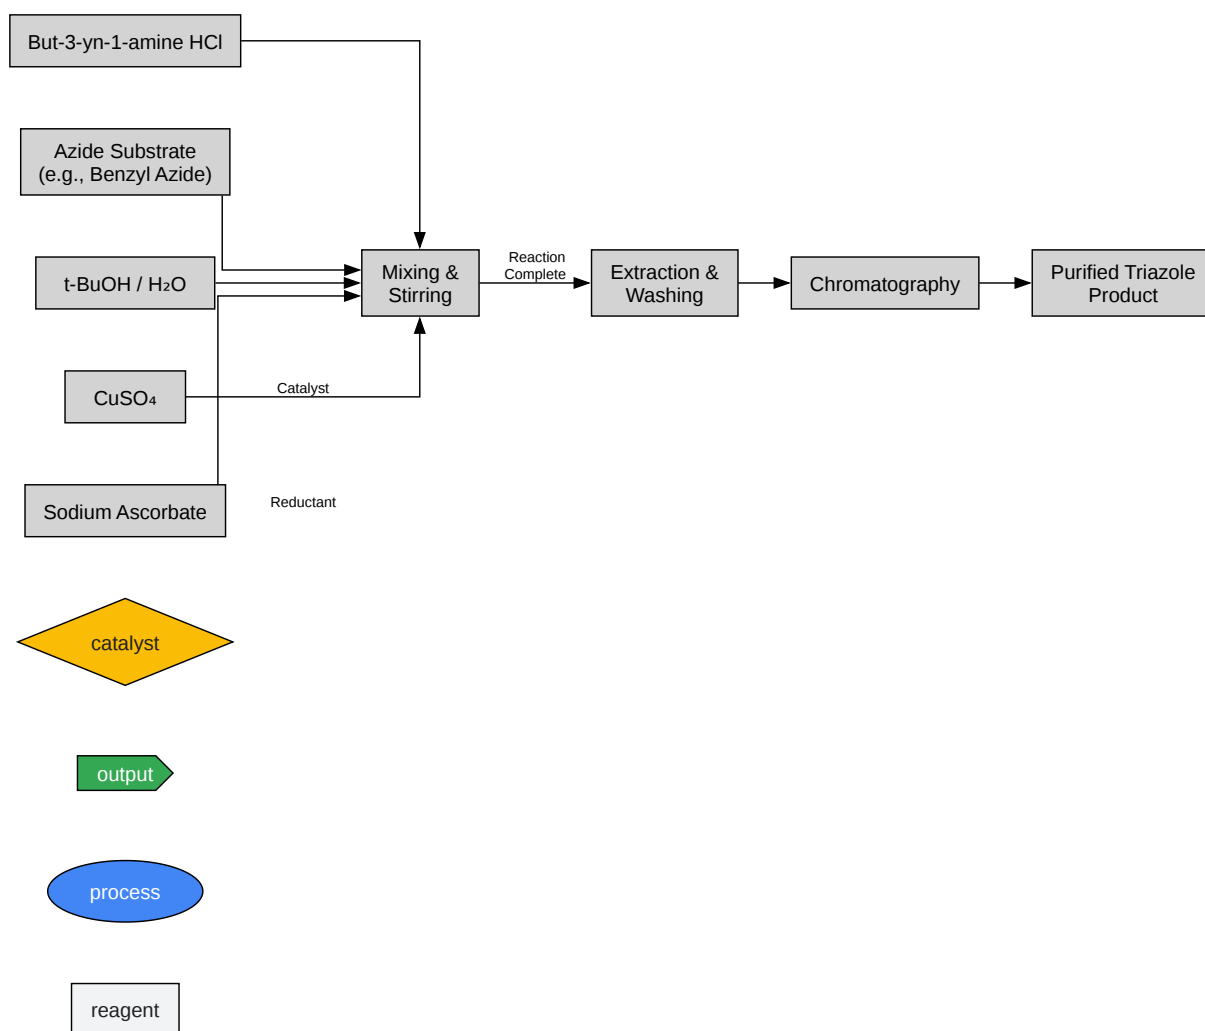 But-3-yn-1-amine HCl
Azide Substrate
(e.g., Benzyl Azide)
t-BuOH / H₂O
Mixing &
Stirring
Reaction
Complete
Extraction &
Washing
Chromatography
Purified Triazole
Product
CuSO₄
Catalyst
Sodium Ascorbate
Reductant
catalyst
output
process
reagent